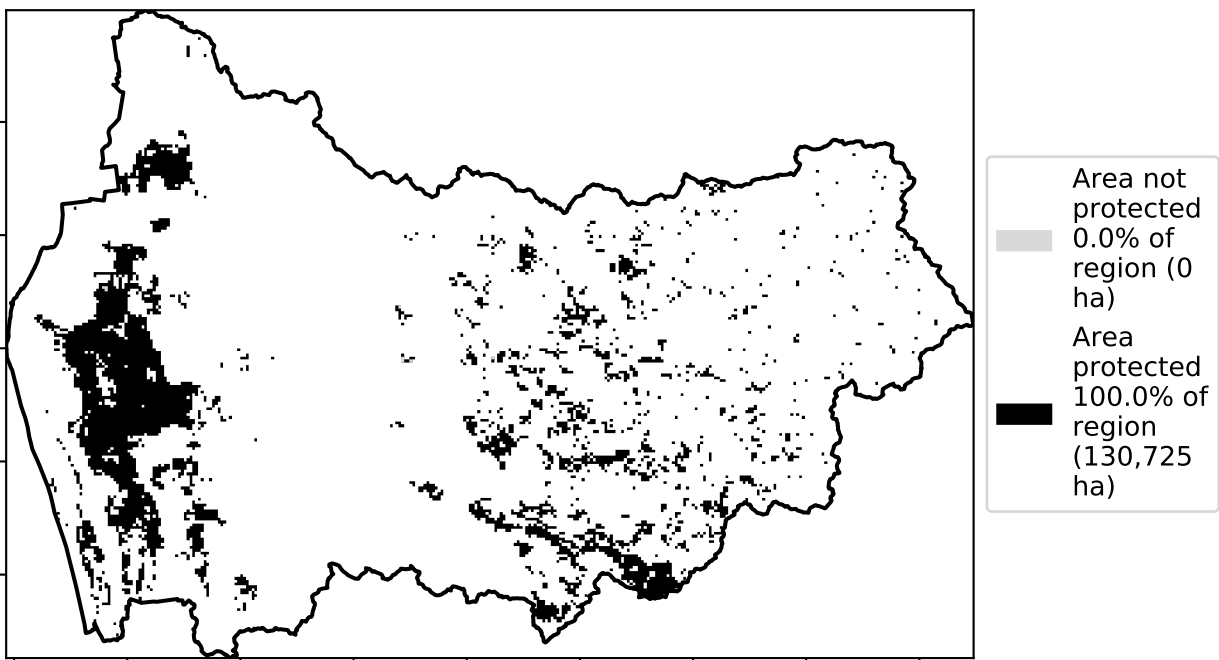 Area not
protected
0.0% of
region (0
ha)
Area
protected
100.0% of
region
(130,725
ha)